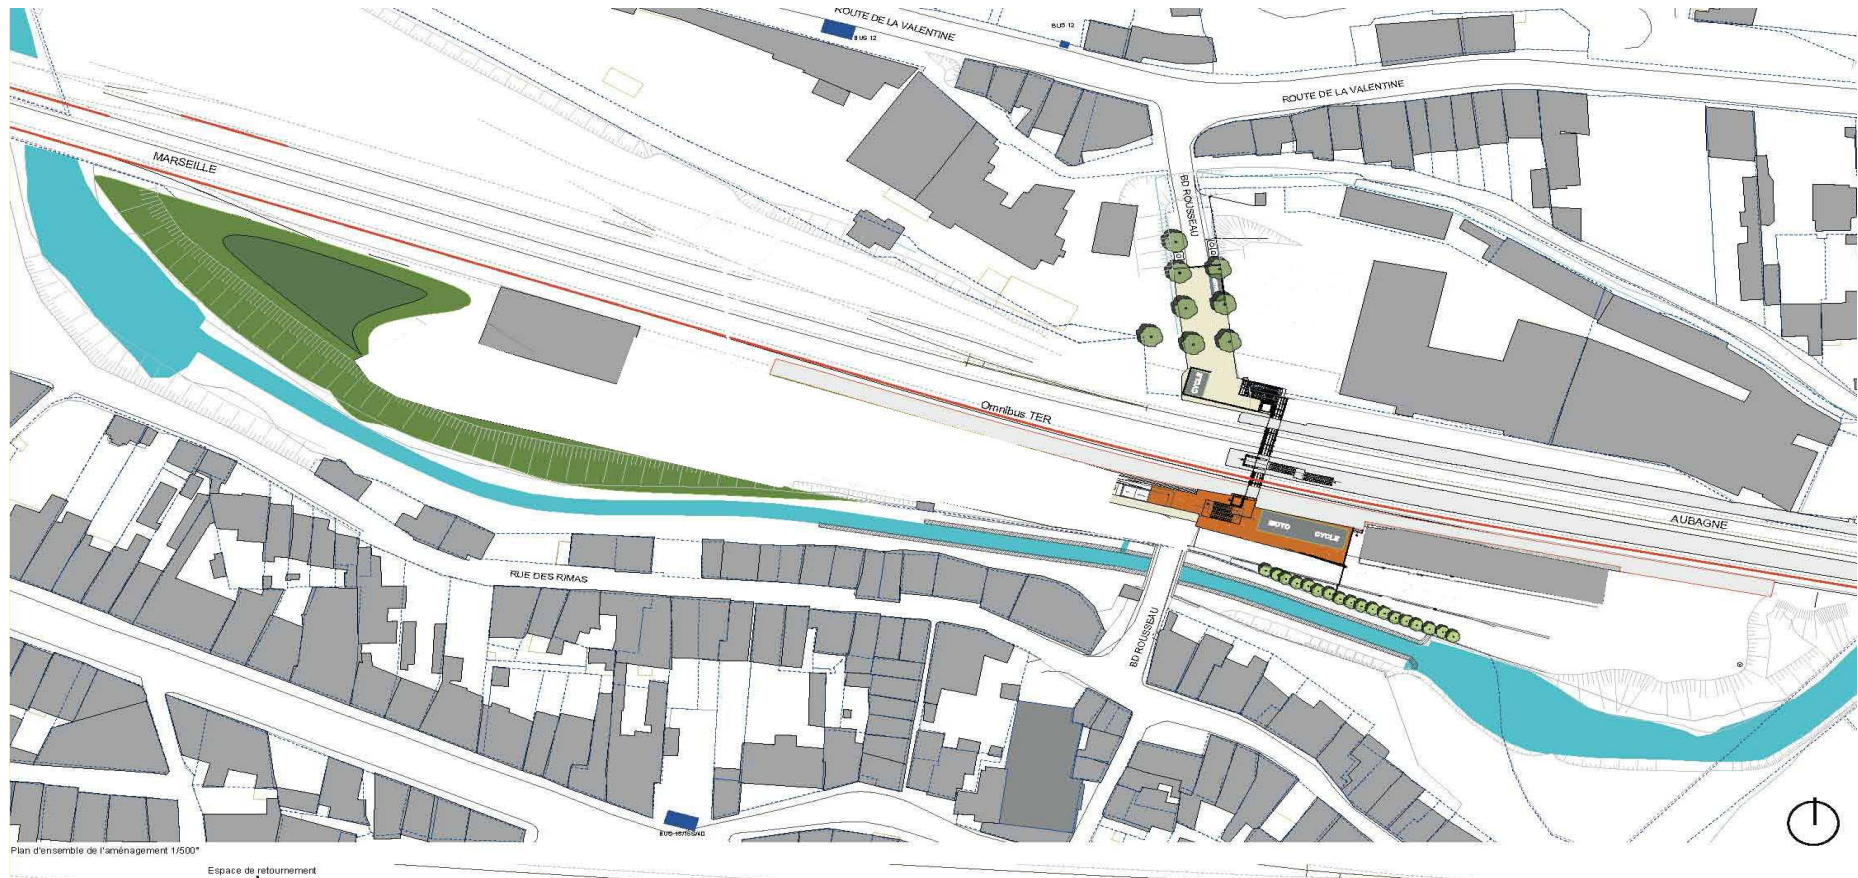 ROUTE DE LA VALENTINE
BUS 12
BUS 12
ROUTE DE LA VALENTINE
MARSEILLE
BD ROUSSEAU
CYCLE
Omnibus TER
AUBAGNE
MOTO
CYCLE
RUE DES RIMAS
BD ROUSSEAU
Plan d'ensemble de l'aménagement 1/500°
Espace de retournement